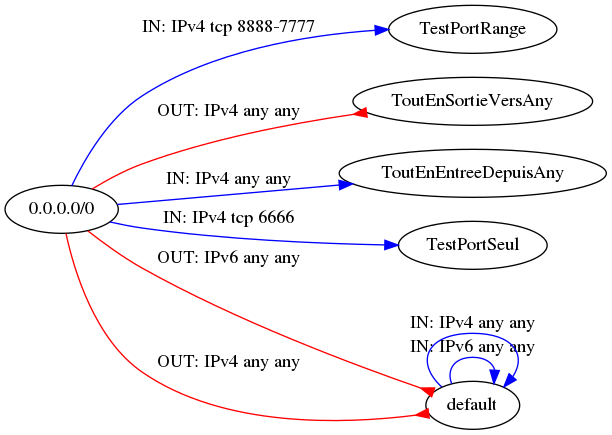 IN: IPv4 tcp 8888-7777
TestPortRange
OUT: IPv4 any any
ToutEnSortieVersAny
IN: IPv4 any any
ToutEnEntreeDepuisAny
0.0.0.0/0
IN: IPv4 tcp 6666
TestPortSeul
OUT: IPv6 any any
IN: IPv4 any any
IN: IPv6 any any
OUT: IPv4 any any
default